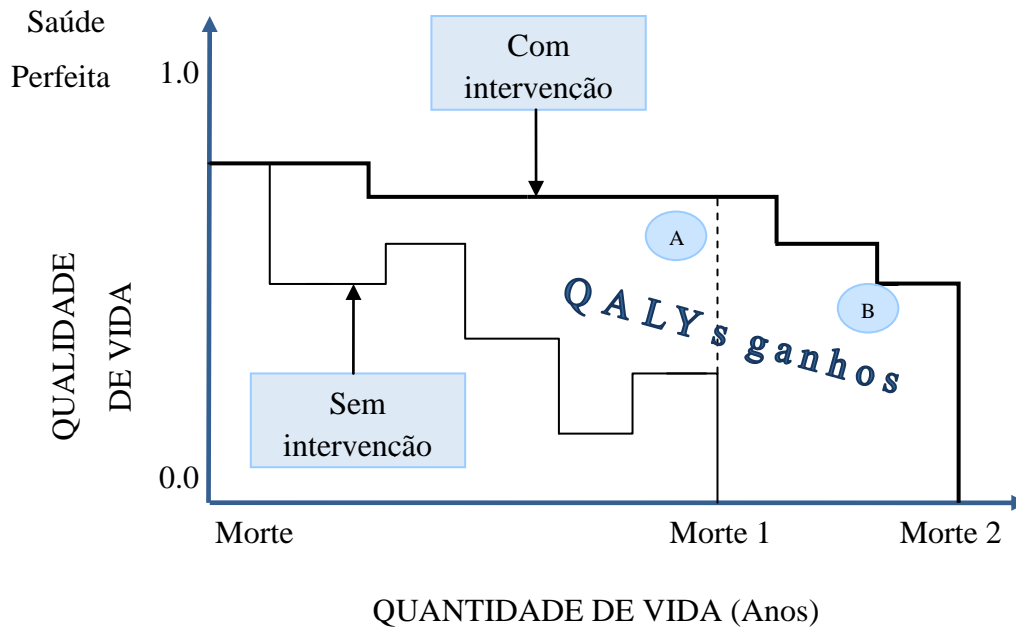 Saúde
Perfeita
1.0
Com
intervenção
A
QALYs ganhos
B
QUALIDADE
DE VIDA
Sem
intervenção
0.0
Morte
Morte 1
Morte 2
QUANTIDADE DE VIDA (Anos)